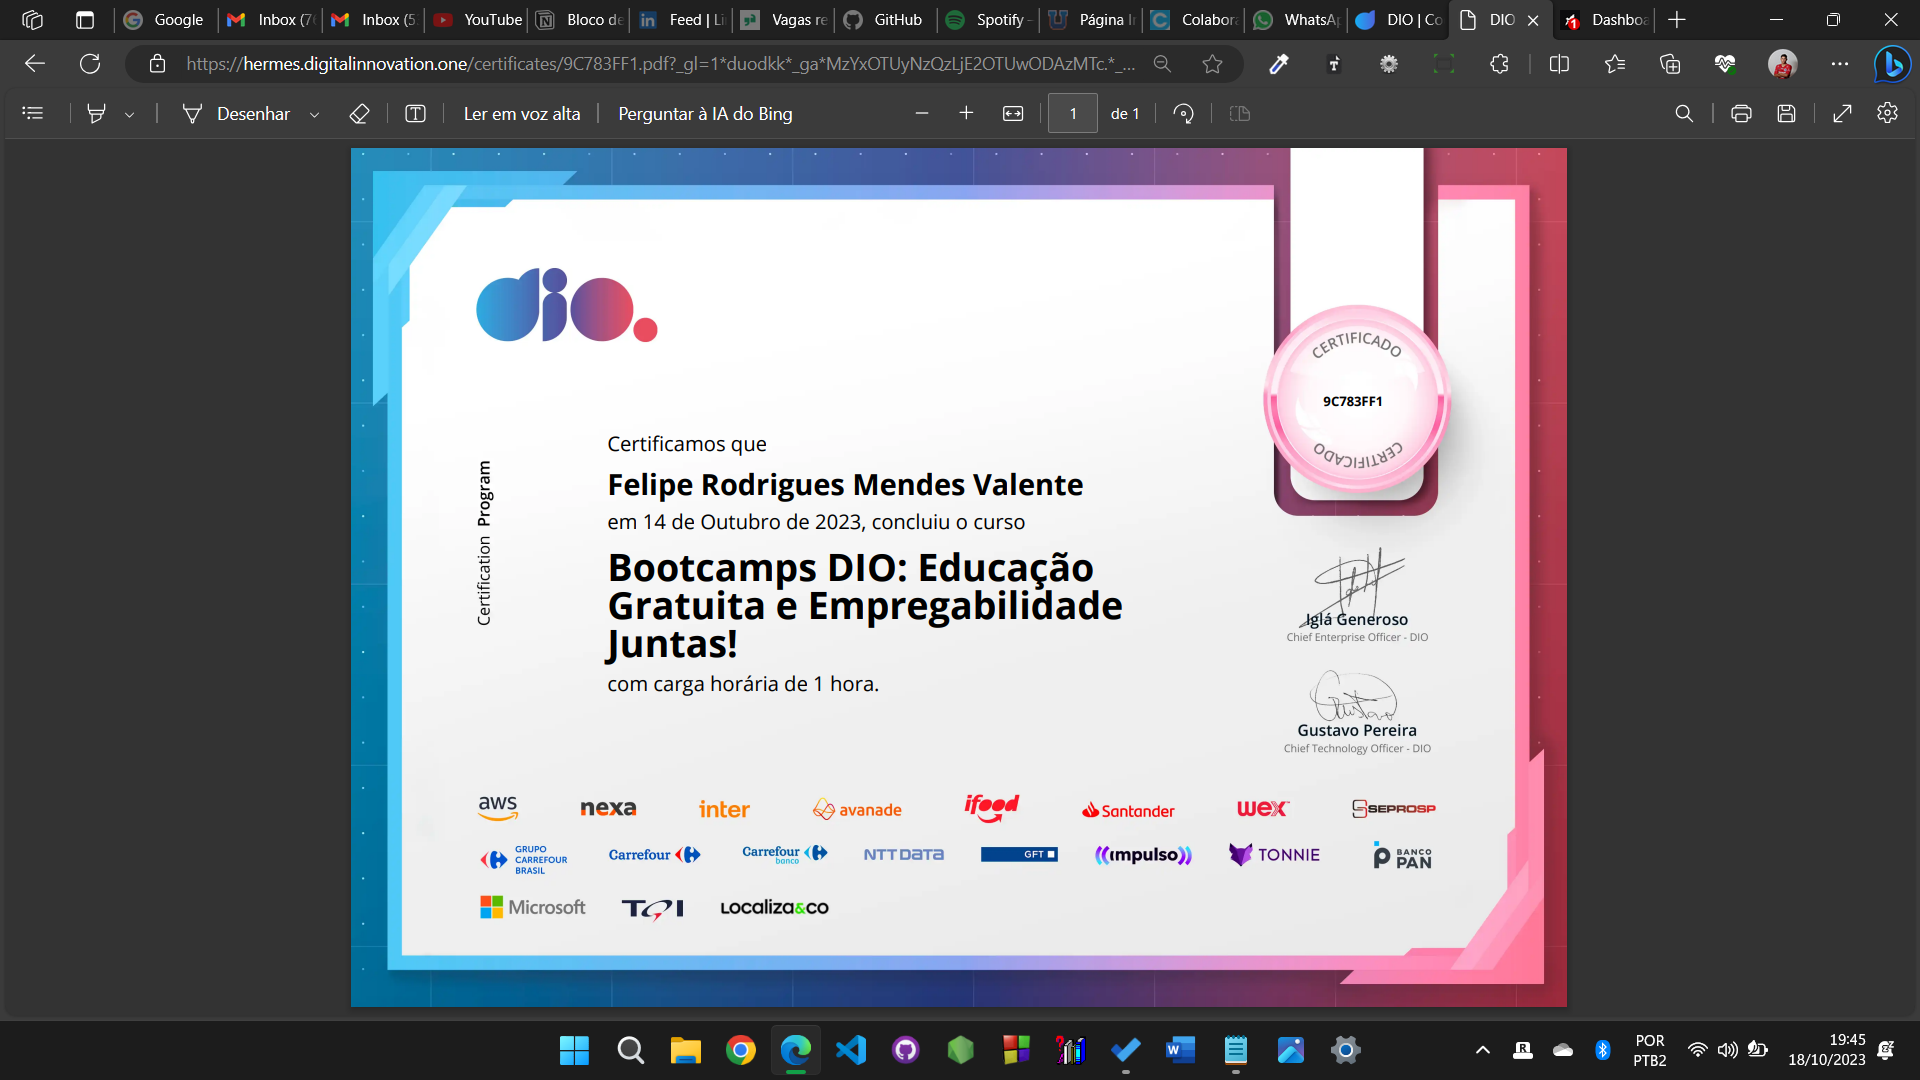 Google
Inbox (7
Inbox (5
YouTube
Bloco de
Feed | Li
Vagas re
GitHub
Spotify -
Página I
Colabora
WhatsAp
DIO | Co
DIO
Dashboa
https://hermes.digitalinnovation.one/certificates/9C783FF1.pdf?_gl=1*duodkk*_ga*MzYxOTUyNzQzLjE2OTUwODAzMTc.*_...
Desenhar
Ler em voz alta
Perguntar à IA do Bing
1
de 1
dio.
CERTIFICADO
9C783FF1
CERTIFICADO
Certification Program
Certificamos que
Felipe Rodrigues Mendes Valente
em 14 de Outubro de 2023, concluiu o curso
Bootcamps DIO: Educação
Gratuita e Empregabilidade
Juntas!
com carga horária de 1 hora.
Iglá Generoso
Chief Enterprise Officer - DIO
Gustavo Pereira
Chief Technology Officer - DIO
aws
nexa
inter
avanade
ifood
Santander
wex
SEPROSP
GRUPO
CARREFOUR
BRASIL
Carrefour
Carrefour
banco
NTT DATA
GFT
impulso
TONNIE
BANCO
PAN
Microsoft
TQI
Localiza&co
POR
PTB2
19:45
18/10/2023